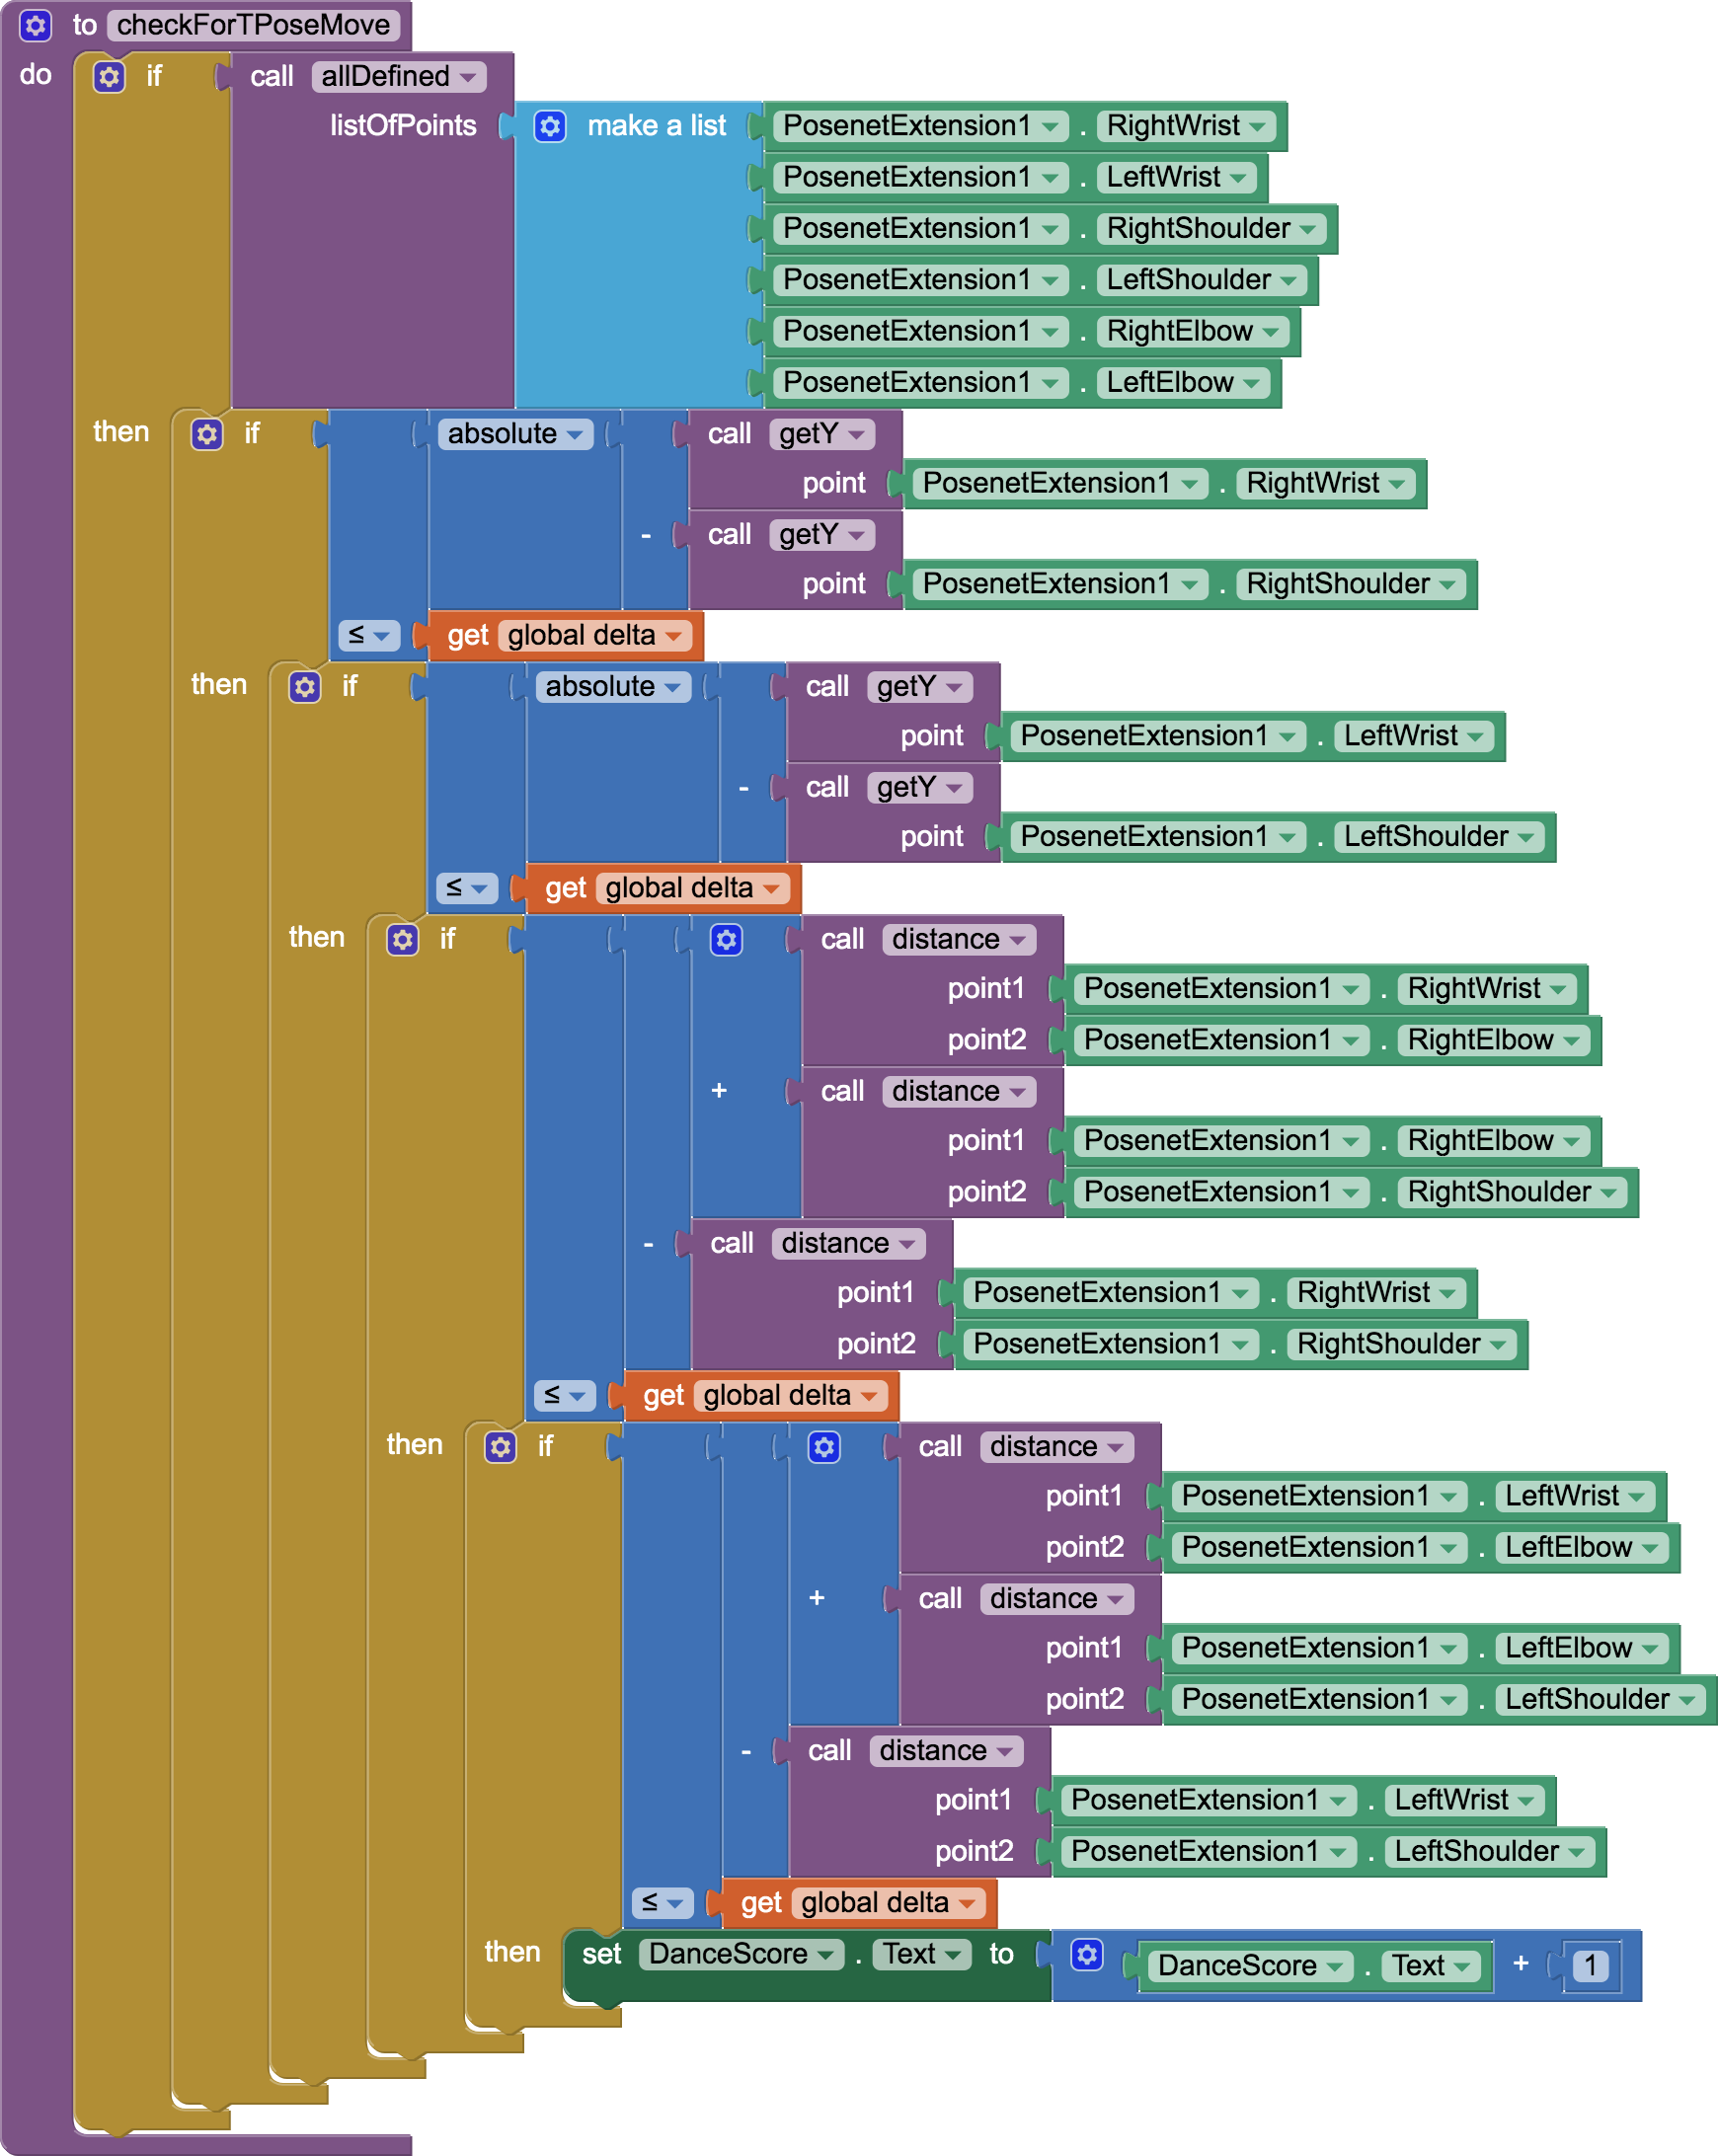 to checkForTPoseMove
do if call allDefined
listOfPoints make a list PosenetExtension1 . RightWrist
PosenetExtension1 . LeftWrist
PosenetExtension1 . RightShoulder
PosenetExtension1 . LeftShoulder
PosenetExtension1 . RightElbow
PosenetExtension1 . LeftElbow
then if absolute call getY
point PosenetExtension1 . RightWrist
- call getY
point PosenetExtension1 . RightShoulder
≤ get global delta
then if absolute call getY
point PosenetExtension1 . LeftWrist
- call getY
point PosenetExtension1 . LeftShoulder
≤ get global delta
then if call distance
point1 PosenetExtension1 . RightWrist
point2 PosenetExtension1 . RightElbow
+ call distance
point1 PosenetExtension1 . RightElbow
point2 PosenetExtension1 . RightShoulder
- call distance
point1 PosenetExtension1 . RightWrist
point2 PosenetExtension1 . RightShoulder
≤ get global delta
then if call distance
point1 PosenetExtension1 . LeftWrist
point2 PosenetExtension1 . LeftElbow
+ call distance
point1 PosenetExtension1 . LeftElbow
point2 PosenetExtension1 . LeftShoulder
- call distance
point1 PosenetExtension1 . LeftWrist
point2 PosenetExtension1 . LeftShoulder
≤ get global delta
then set DanceScore . Text to DanceScore . Text + 1